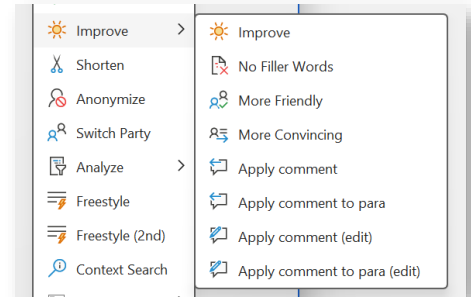 Improve
Shorten
Anonymize
Switch Party
Analyze
Freestyle
Freestyle (2nd)
Context Search
Improve
No Filler Words
More Friendly
More Convincing
Apply comment
Apply comment to para
Apply comment (edit)
Apply comment to para (edit)